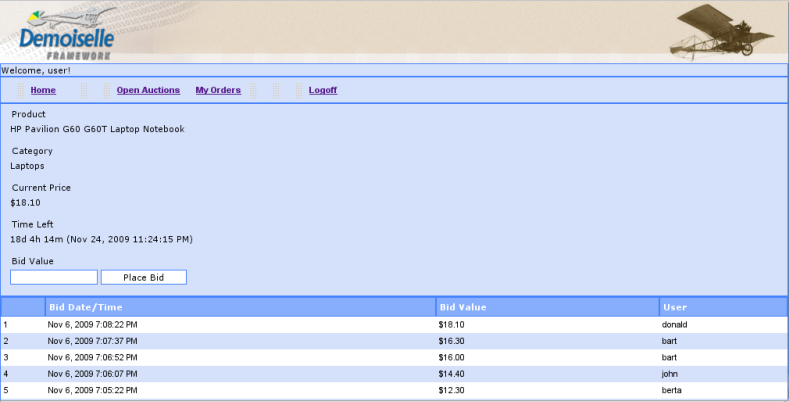 Demoiselle
FRAMEWORK
Welcome, user!
Home Open Auctions My Orders Logoff
Product
HP Pavilion G60 G60T Laptop Notebook
Category
Laptops
Current Price
$18.10
Time Left
18d 4h 14m (Nov 24, 2009 11:24:15 PM)
Bid Value
Place Bid
Bid Date/Time Bid Value User
1 Nov 6, 2009 7:08:22 PM $18.10 donald
2 Nov 6, 2009 7:07:37 PM $16.30 bart
3 Nov 6, 2009 7:06:52 PM $16.00 bart
4 Nov 6, 2009 7:06:07 PM $14.40 john
5 Nov 6, 2009 7:05:22 PM $12.30 berta